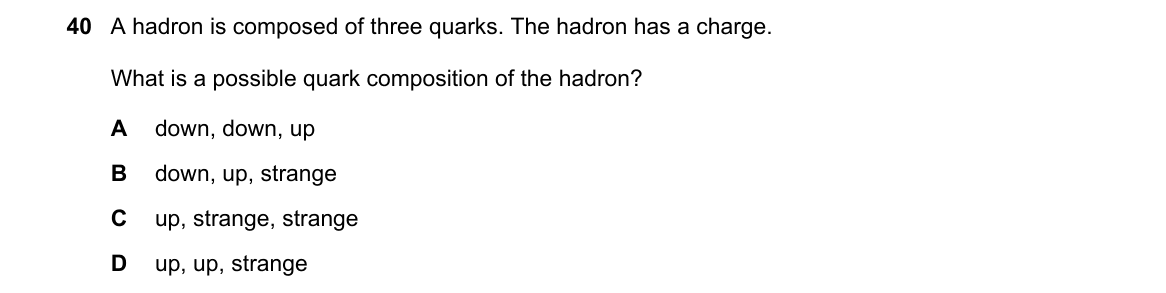 40 A hadron is composed of three quarks. The hadron has a charge.
What is a possible quark composition of the hadron?
A down, down, up
B down, up, strange
C up, strange, strange
D up, up, strange